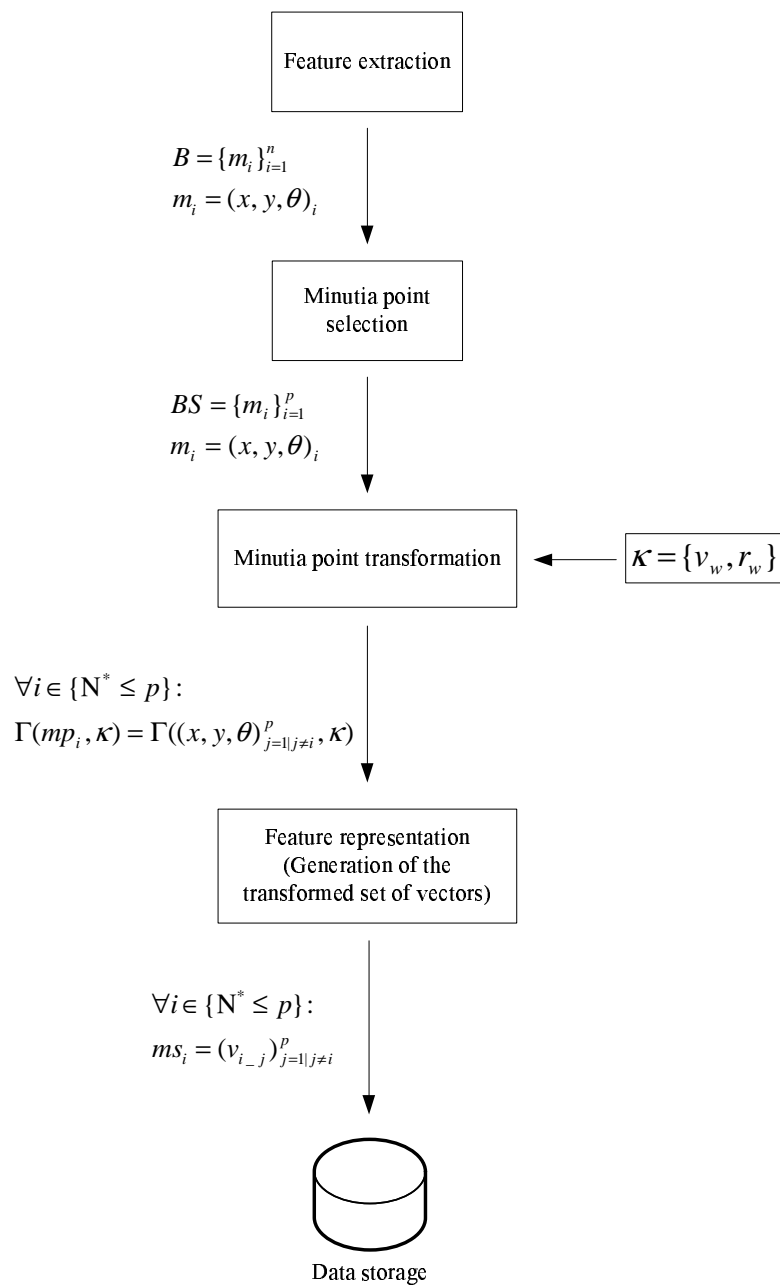 Feature extraction
B = {m_i}_{i=1}^n
m_i = (x, y, θ)_i
Minutia point
selection
BS = {m_i}_{i=1}^p
m_i = (x, y, θ)_i
Minutia point transformation
κ = {v_w, r_w}
∀i ∈ {N^* ≤ p}:
Γ(mp_i, κ) = Γ((x, y, θ)_{j=1|j≠i}^p, κ)
Feature representation
(Generation of the
transformed set of vectors)
∀i ∈ {N^* ≤ p}:
ms_i = (v_{i_j})_{j=1|j≠i}^p
Data storage